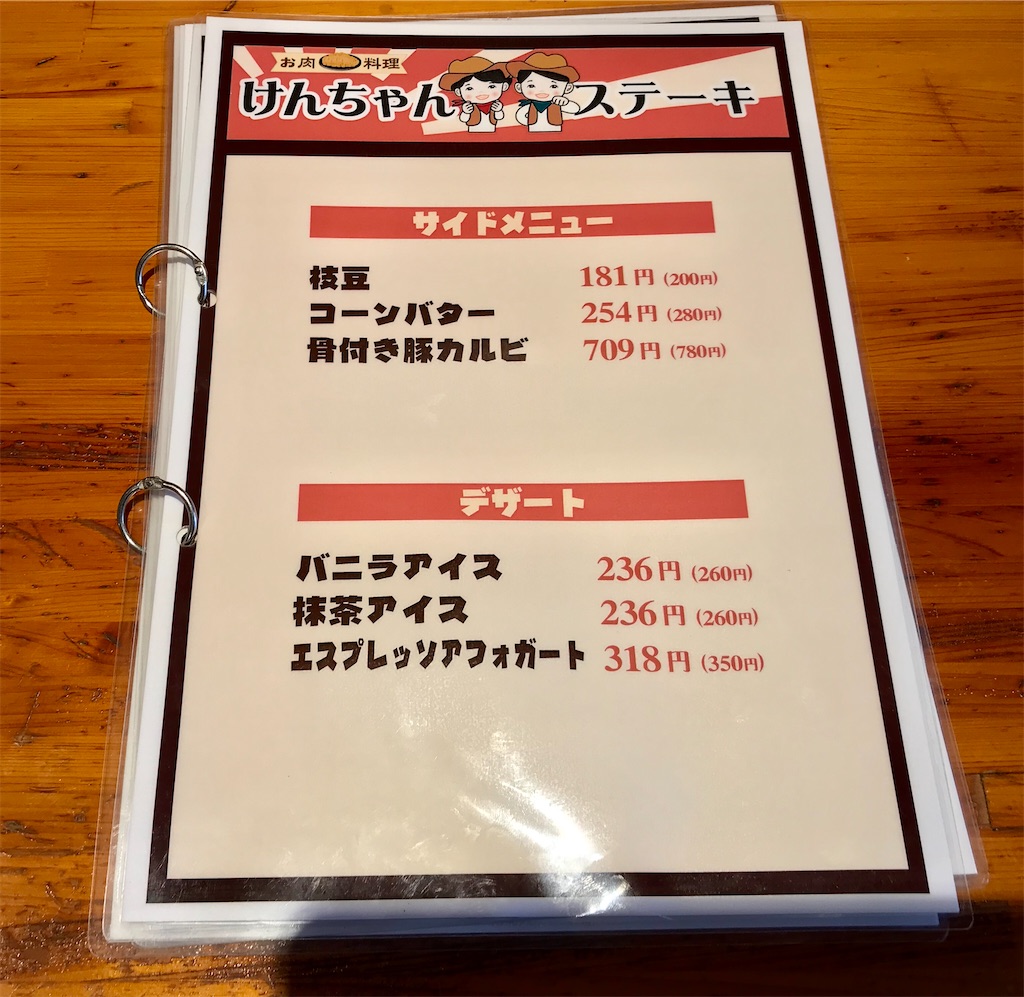 お肉料理
けんちゃんステーキ
サイドメニュー
枝豆 181円 (200円)
コーンバター 254円 (280円)
骨付き豚カルビ 709円 (780円)
デザート
バニラアイス 236円 (260円)
抹茶アイス 236円 (260円)
エスプレッソアフォガート 318円 (350円)